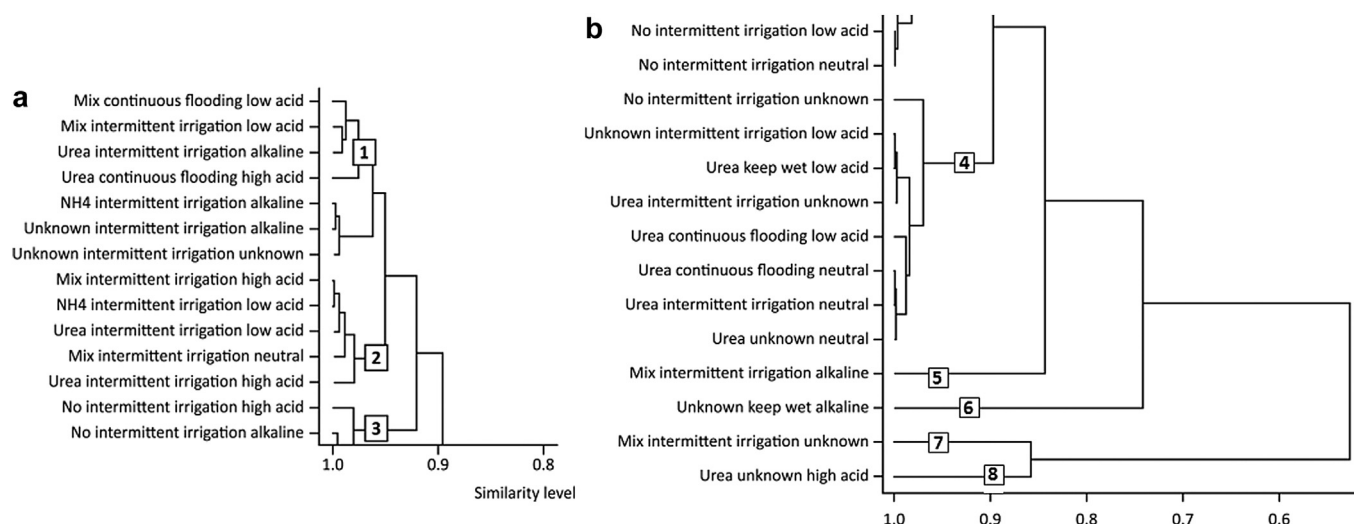 a
Mix continuous flooding low acid
Mix intermittent irrigation low acid
Urea intermittent irrigation alkaline
Urea continuous flooding high acid
NH4 intermittent irrigation alkaline
Unknown intermittent irrigation alkaline
Unknown intermittent irrigation unknown
Mix intermittent irrigation high acid
NH4 intermittent irrigation low acid
Urea intermittent irrigation low acid
Mix intermittent irrigation neutral
Urea intermittent irrigation high acid
No intermittent irrigation high acid
No intermittent irrigation alkaline
1
2
3
1.0 0.9 0.8
Similarity level
b
No intermittent irrigation low acid
No intermittent irrigation neutral
No intermittent irrigation unknown
Unknown intermittent irrigation low acid
Urea keep wet low acid
Urea intermittent irrigation unknown
Urea continuous flooding low acid
Urea continuous flooding neutral
Urea intermittent irrigation neutral
Urea unknown neutral
Mix intermittent irrigation alkaline
Unknown keep wet alkaline
Mix intermittent irrigation unknown
Urea unknown high acid
4
5
6
7
8
1.0 0.9 0.8 0.7 0.6